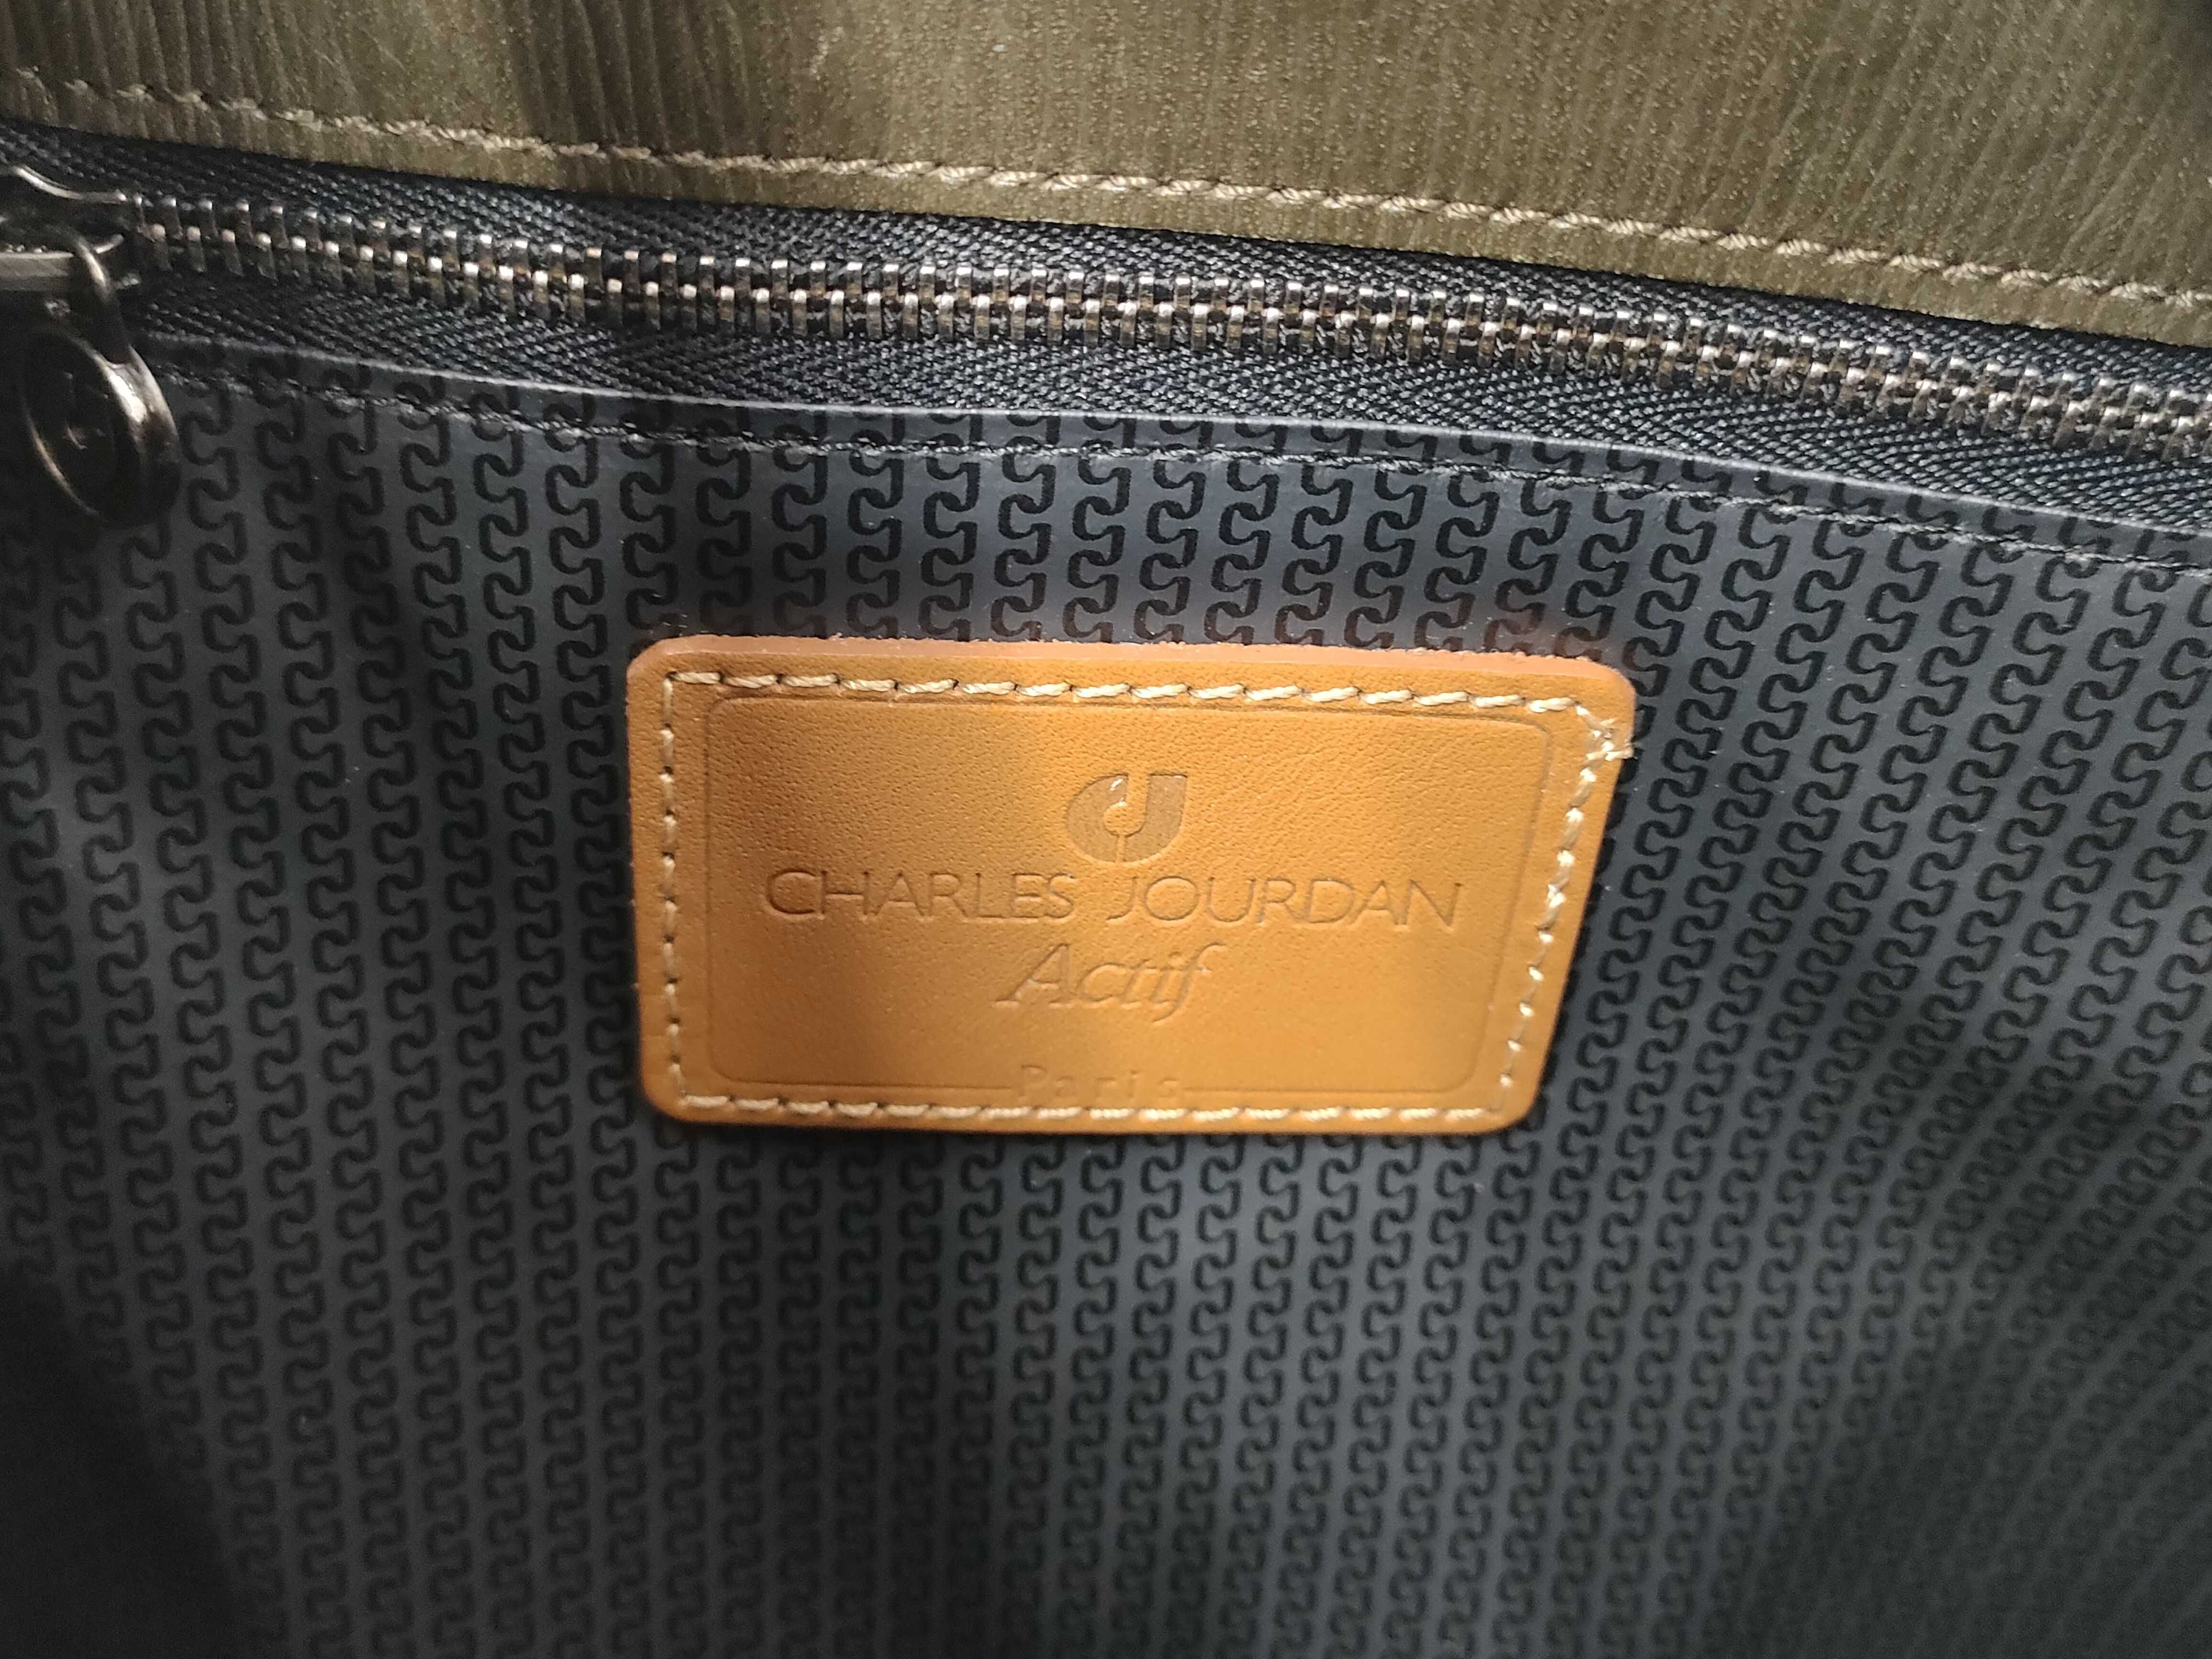 CHARLES JOURDAN
Actif
Paris